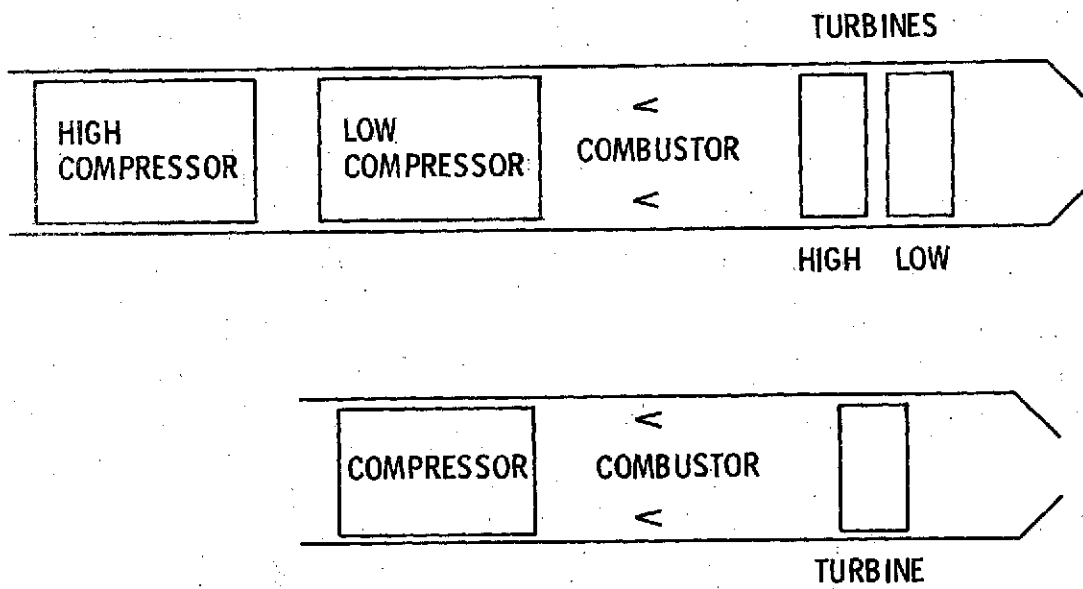 TURBINES
HIGH
COMPRESSOR
LOW
COMPRESSOR
COMBUSTOR
HIGH
LOW
COMPRESSOR
COMBUSTOR
TURBINE